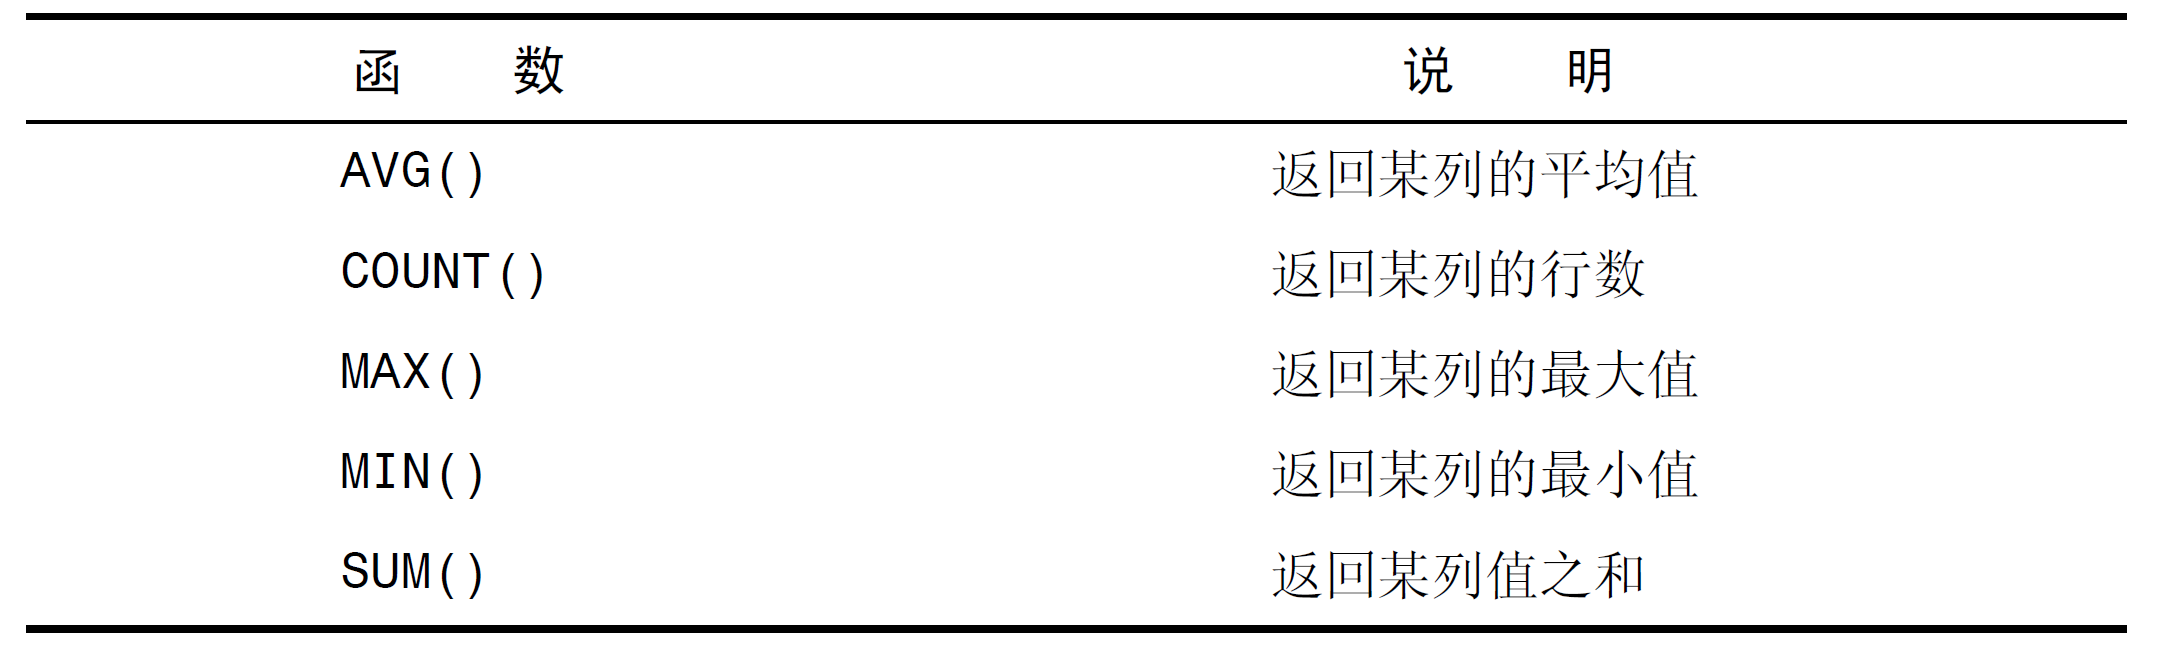 函 数 说 明
AVG() 返回某列的平均值
COUNT() 返回某列的行数
MAX() 返回某列的最大值
MIN() 返回某列的最小值
SUM() 返回某列值之和